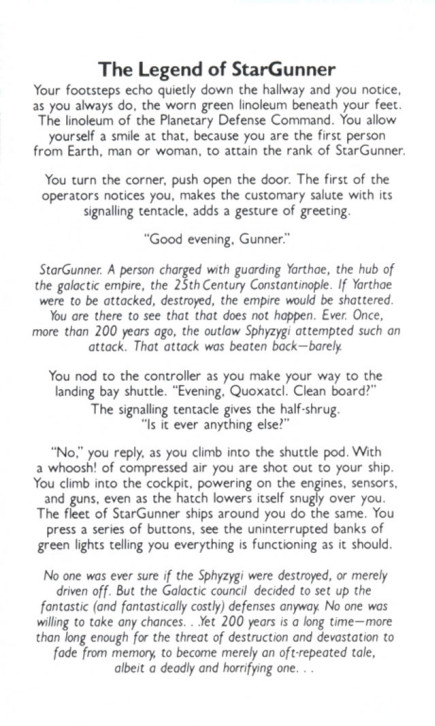 The Legend of StarGunner
Your footsteps echo quietly down the hallway and you notice,
as you always do, the worn green linoleum beneath your feet.
The linoleum of the Planetary Defense Command. You allow
yourself a smile at that, because you are the first person
from Earth, man or woman, to attain the rank of StarGunner.
You turn the corner, push open the door. The first of the
operators notices you, makes the customary salute with its
signalling tentacle, adds a gesture of greeting.
"Good evening, Gunner."
StarGunner. A person charged with guarding Yarthae, the hub of
the galactic empire, the 25th Century Constantinople. If Yarthae
were to be attacked, destroyed, the empire would be shattered.
You are there to see that that does not happen. Ever. Once,
more than 200 years ago, the outlaw Sphyzygi attempted such an
attack. That attack was beaten back—barely.
You nod to the controller as you make your way to the
landing bay shuttle. "Evening, Quoxatcl. Clean board?"
The signalling tentacle gives the half-shrug.
"Is it ever anything else?"
"No," you reply, as you climb into the shuttle pod. With
a whoosh! of compressed air you are shot out to your ship.
You climb into the cockpit, powering on the engines, sensors,
and guns, even as the hatch lowers itself snugly over you.
The fleet of StarGunner ships around you do the same. You
press a series of buttons, see the uninterrupted banks of
green lights telling you everything is functioning as it should.
No one was ever sure if the Sphyzygi were destroyed, or merely
driven off. But the Galactic council decided to set up the
fantastic (and fantastically costly) defenses anyway. No one was
willing to take any chances. . .Yet 200 years is a long time—more
than long enough for the threat of destruction and devastation to
fade from memory, to become merely an oft-repeated tale,
albeit a deadly and horrifying one. . .